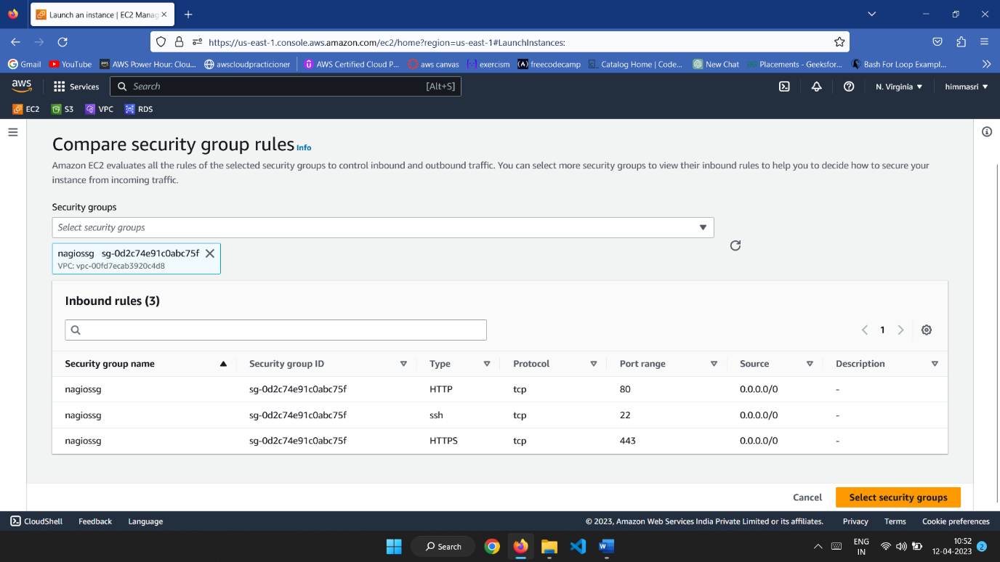 Launch an instance | EC2 Manag
https://us-east-1.console.aws.amazon.com/ec2/home?region=us-east-1#LaunchInstances:
Gmail YouTube AWS Power Hour: Clou... awscloudpracticioner AWS Certified Cloud P... aws canvas exercism freecodecamp Catalog Home | Code... New Chat Placements - Geeksfor... Bash For Loop Exampl...
aws Services Search [Alt+S] N. Virginia himmasri
EC2 S3 VPC RDS
Compare security group rules Info
Amazon EC2 evaluates all the rules of the selected security groups to control inbound and outbound traffic. You can select more security groups to view their inbound rules to help you to decide how to secure your
instance from incoming traffic.
Security groups
Select security groups
nagiossg sg-0d2c74e91c0abc75f
VPC: vpc-00fd7ecab3920c4d8
Inbound rules (3)
1
Security group name Security group ID Type Protocol Port range Source Description
nagiossg sg-0d2c74e91c0abc75f HTTP tcp 80 0.0.0.0/0 -
nagiossg sg-0d2c74e91c0abc75f ssh tcp 22 0.0.0.0/0 -
nagiossg sg-0d2c74e91c0abc75f HTTPS tcp 443 0.0.0.0/0 -
Cancel Select security groups
CloudShell Feedback Language © 2023, Amazon Web Services India Private Limited or its affiliates. Privacy Terms Cookie preferences
Search ENG 10:52
IN 12-04-2023 2